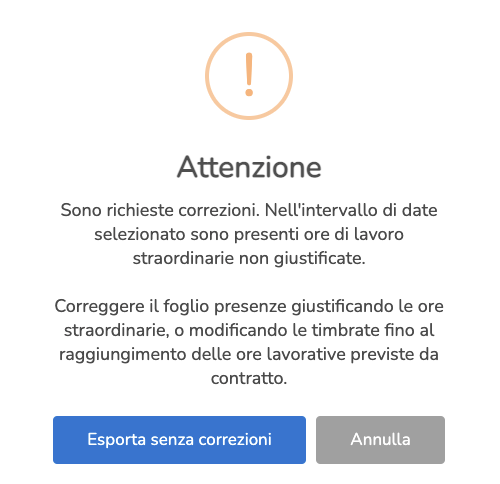 !
Attenzione
Sono richieste correzioni. Nell'intervallo di date
selezionato sono presenti ore di lavoro
straordinarie non giustificate.
Correggere il foglio presenze giustificando le ore
straordinarie, o modificando le timbrate fino al
raggiungimento delle ore lavorative previste da
contratto.
Esporta senza correzioni
Annulla